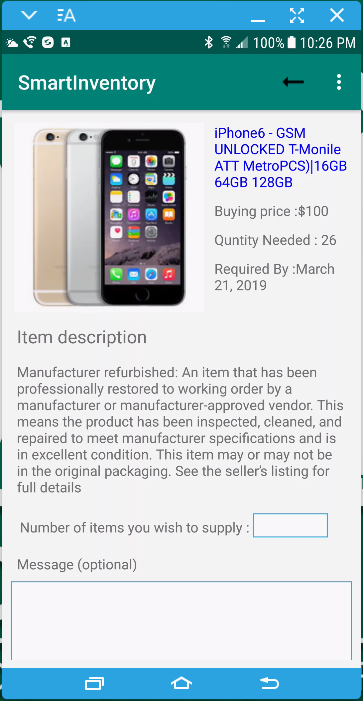 100% 10:26 PM
SmartInventory
iPhone6 - GSM
UNLOCKED T-Monile
ATT MetroPCS)|16GB
64GB 128GB
Buying price :$100
Quntity Needed : 26
Required By :March
21, 2019
Item description
Manufacturer refurbished: An item that has been
professionally restored to working order by a
manufacturer or manufacturer-approved vendor. This
means the product has been inspected, cleaned, and
repaired to meet manufacturer specifications and is
in excellent condition. This item may or may not be
in the original packaging. See the seller's listing for
full details
Number of items you wish to supply :
Message (optional)